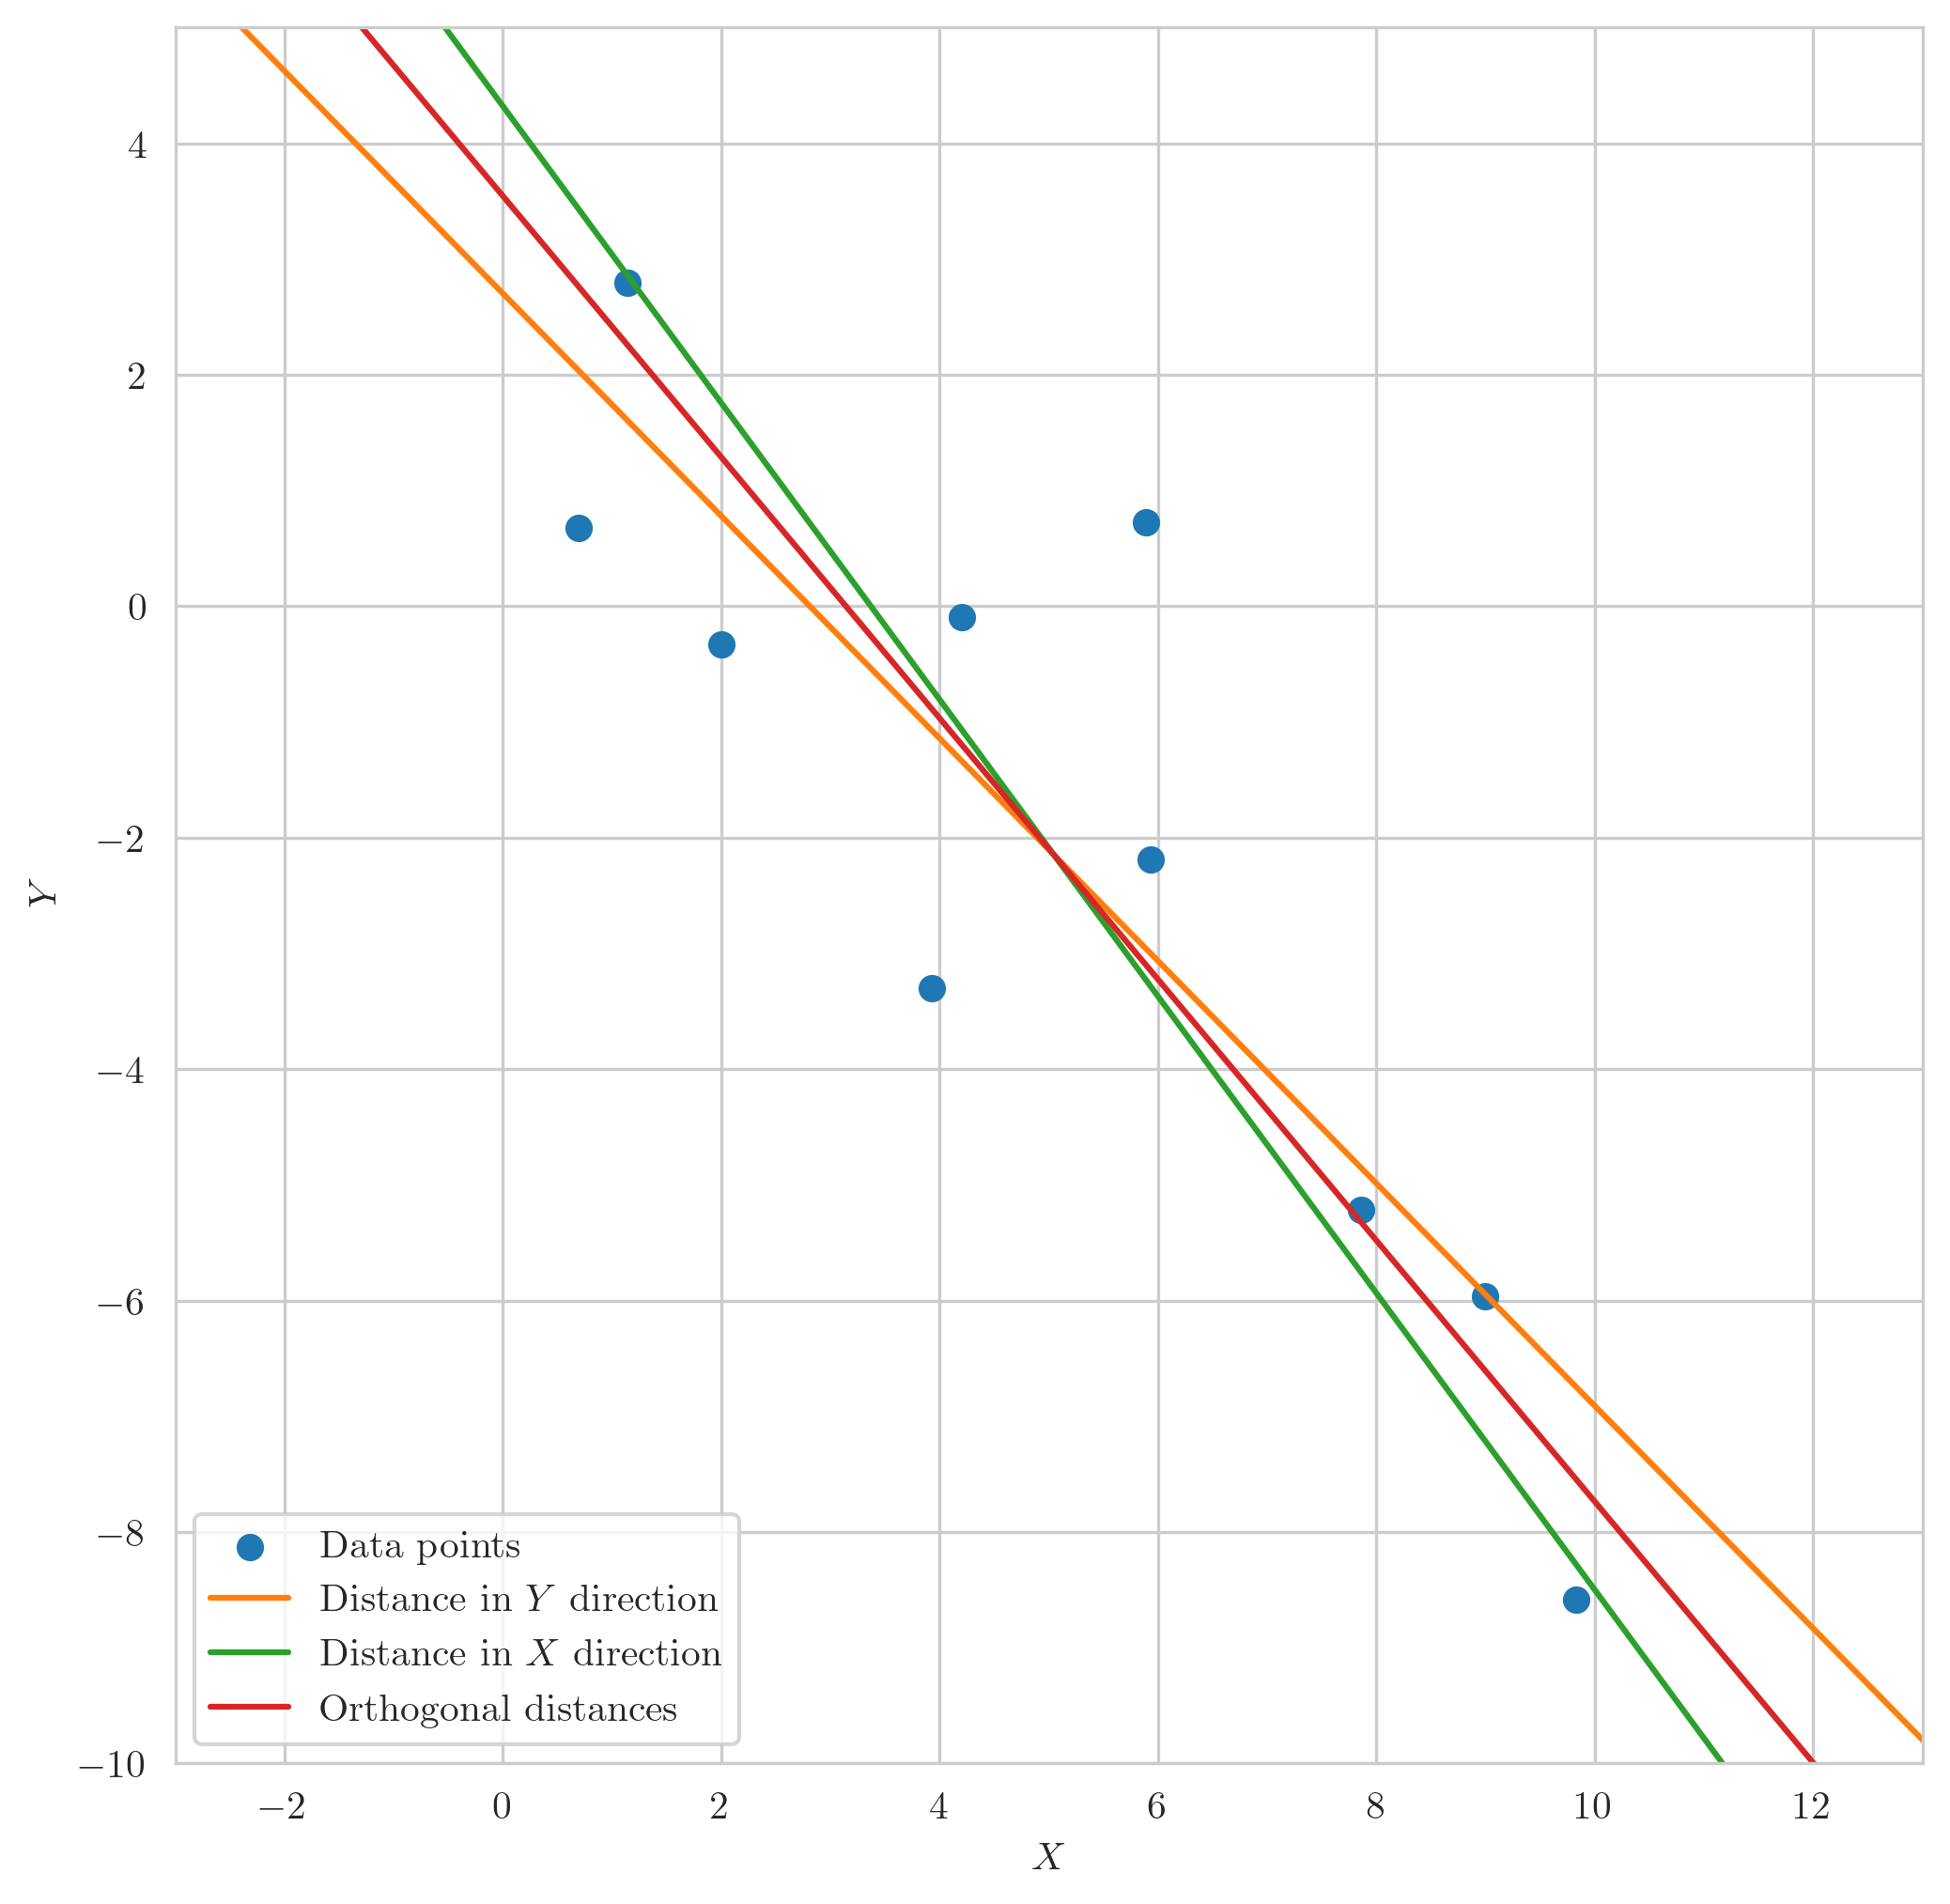 4
2
0
−2
−4
−6
−8
−10
Y
Data points
Distance in Y direction
Distance in X direction
Orthogonal distances
−2 0 2 4 6 8 10 12
X